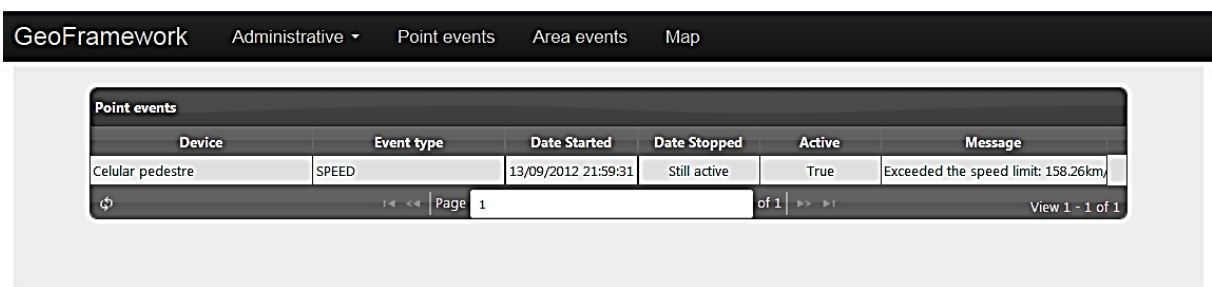 GeoFramework Administrative Point events Area events Map
Point events
Device Event type Date Started Date Stopped Active Message
Celular pedestre SPEED 13/09/2012 21:59:31 Still active True Exceeded the speed limit: 158.26km/
Page 1 of 1 View 1 - 1 of 1